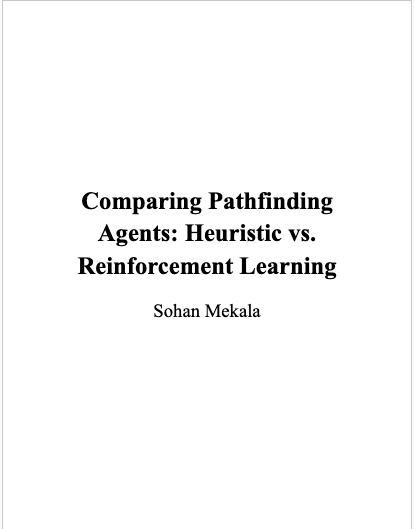 Comparing Pathfinding
Agents: Heuristic vs.
Reinforcement Learning
Sohan Mekala